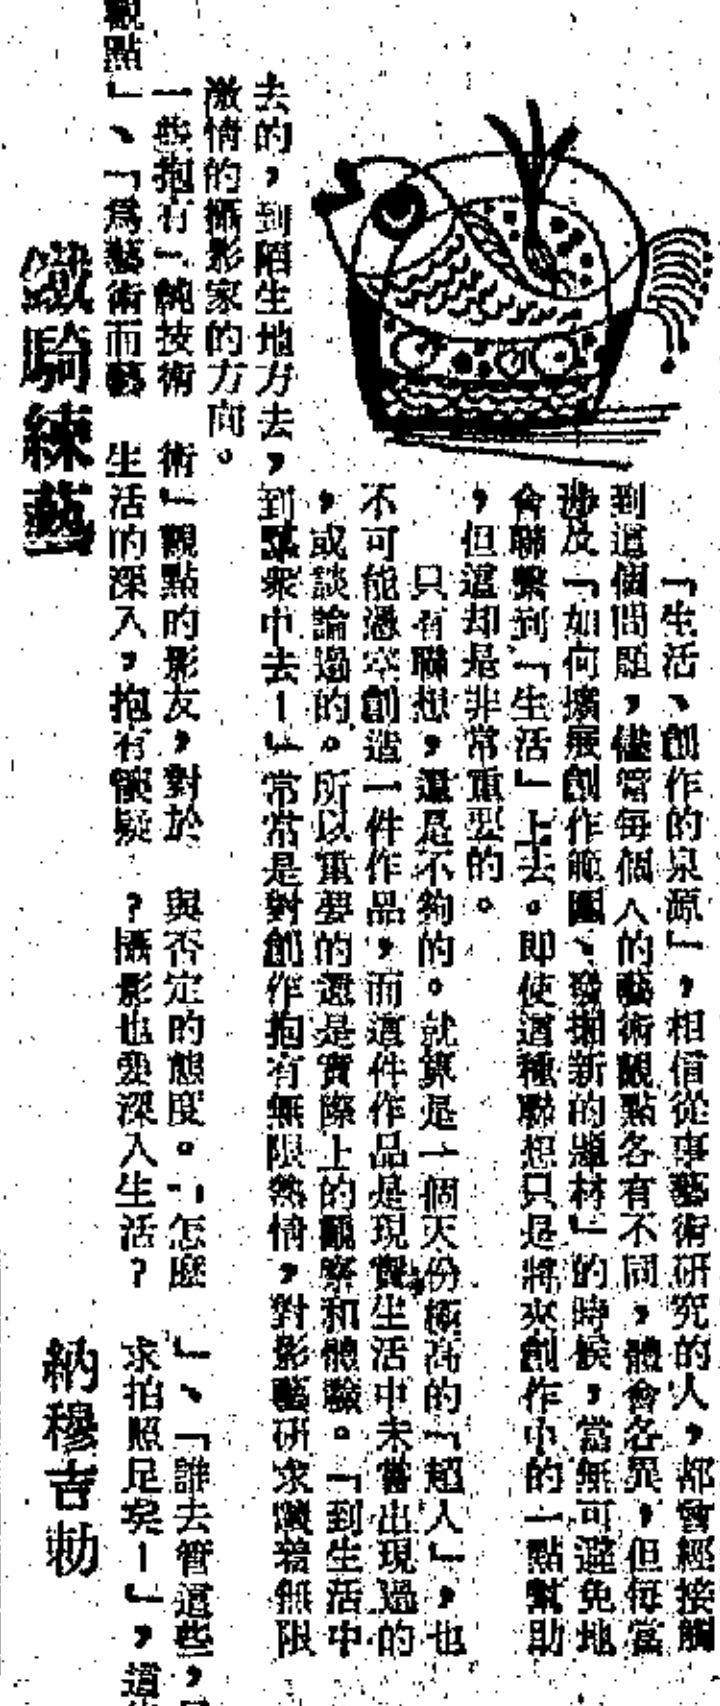 「生活、創作的泉源」，相信從事藝術研究的人，都會經接觸
到這個問題，儘管每個人的藝術觀點各有不同，體會各異，但每當
涉及「如何擴展創作範圍、發掘新的題材」的時候，當無可避免地
會聯繫到「生活」上去。即使這種聯想只是將來創作中的一點幫助
，但這却是非常重要的。
只有聯想，還是不夠的。就算是一個天份極高的「超人」，也
不可能憑空創造一件作品，而這件作品是現實生活中未嘗出現過的
，或談論過的。所以重要的還是實際上的觀察和體驗。「到生活中
去的，到陌生地方去，到羣衆中去！」常常是對創作抱有無限熱情，對影藝研求懷着無限
激情的攝影家的方向。
一些抱有「純技術
觀點」、「爲藝術而藝
術」觀點的影友，對於
生活的深入，抱有懷疑
與否定的態度。「怎麼
？攝影也要深入生活？
」、「誰去管這些，
求拍照足矣！」，這
鐵騎練藝
納穆吉勒